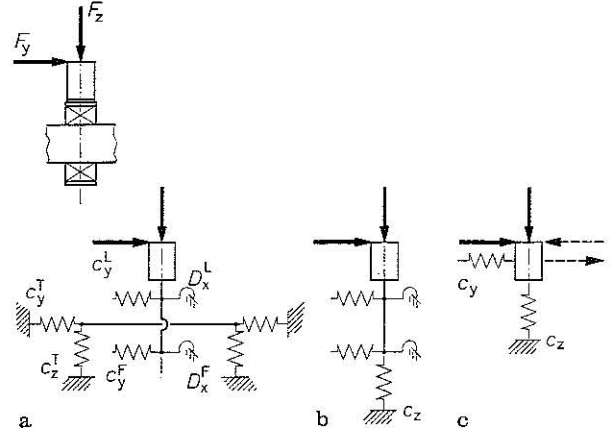 F_z
F_y
c_y^L
D_x^L
c_y^T
c_z^T
c_y^F
D_x^F
c_y
c_z
c_z
a
b
c